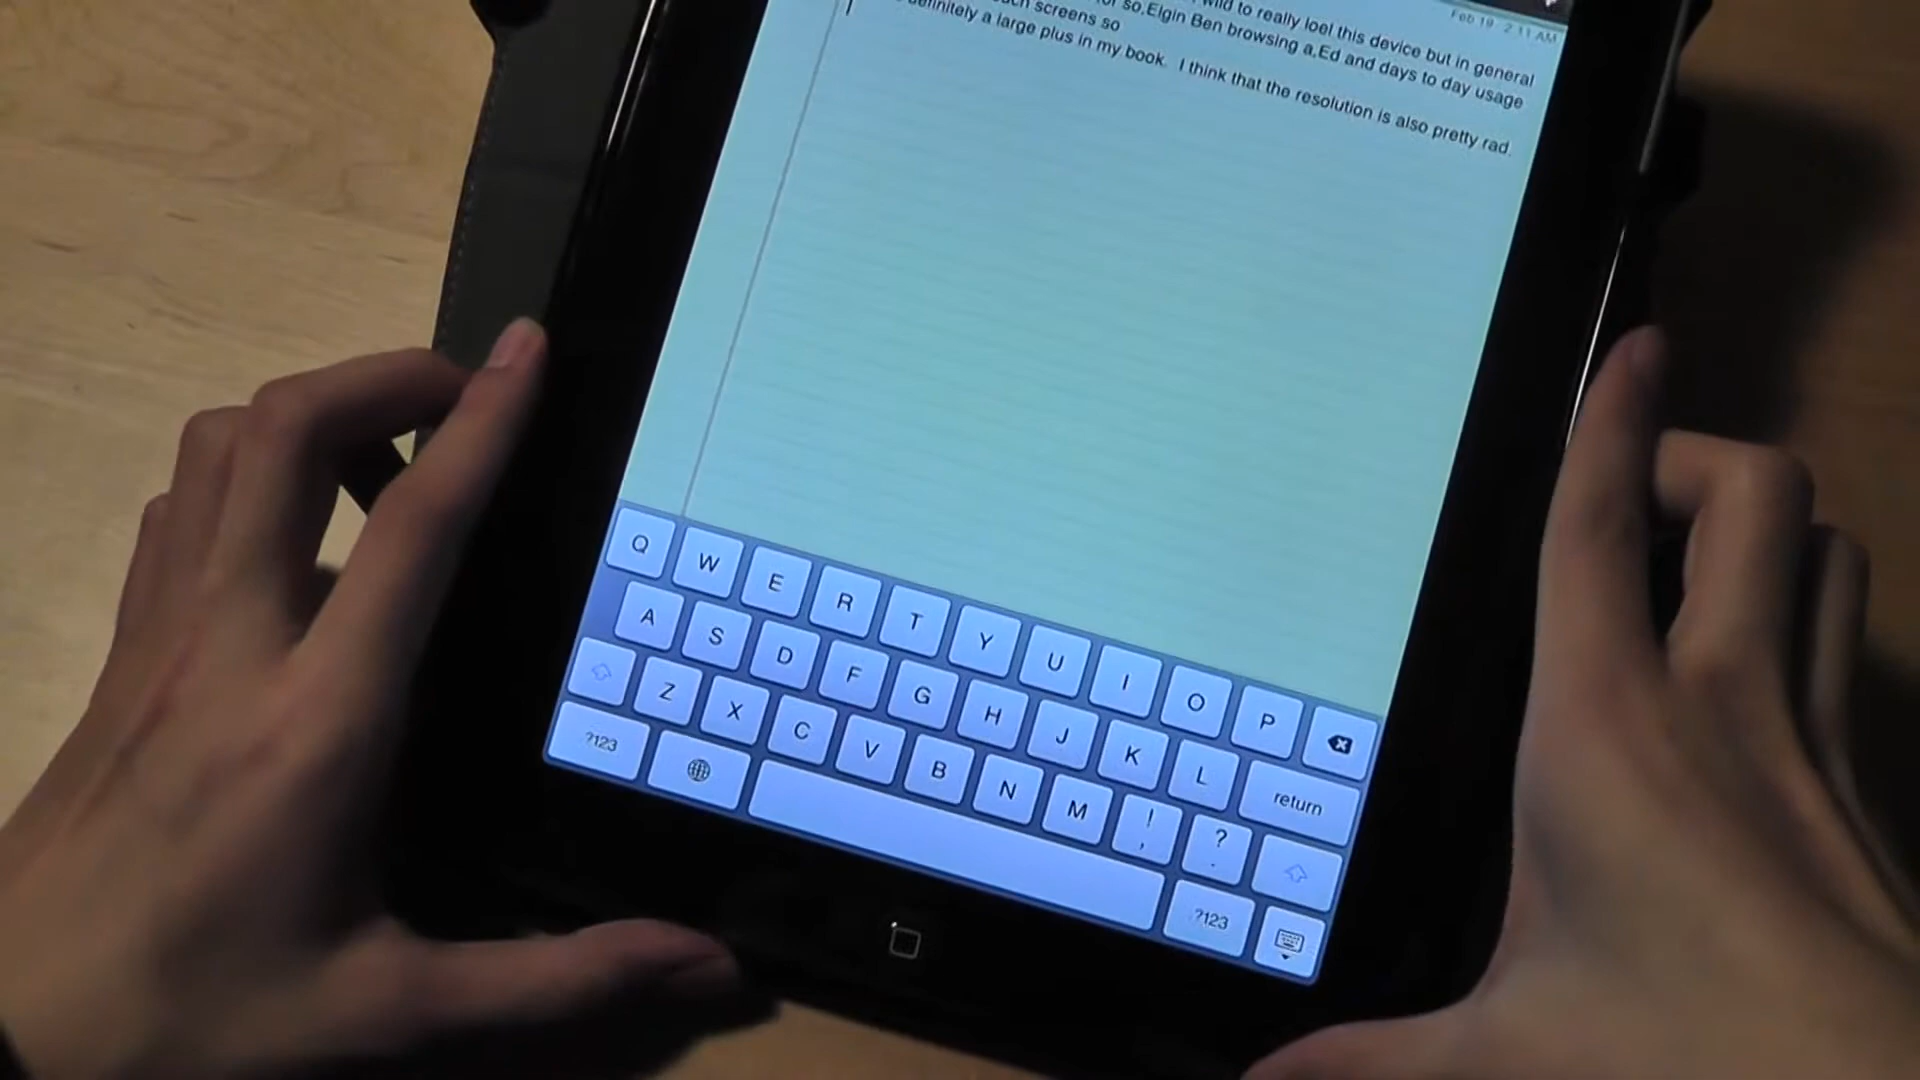 Feb 19 2:11 AM
wild to really loel this device but in general
so,Elgin Ben browsing a,Ed and days to day usage
screens so
definitely a large plus in my book. I think that the resolution is also pretty rad.
Q W E R T Y U I O P
A S D F G H J K L return
Z X C V B N M ! , ? .
?123 ?123